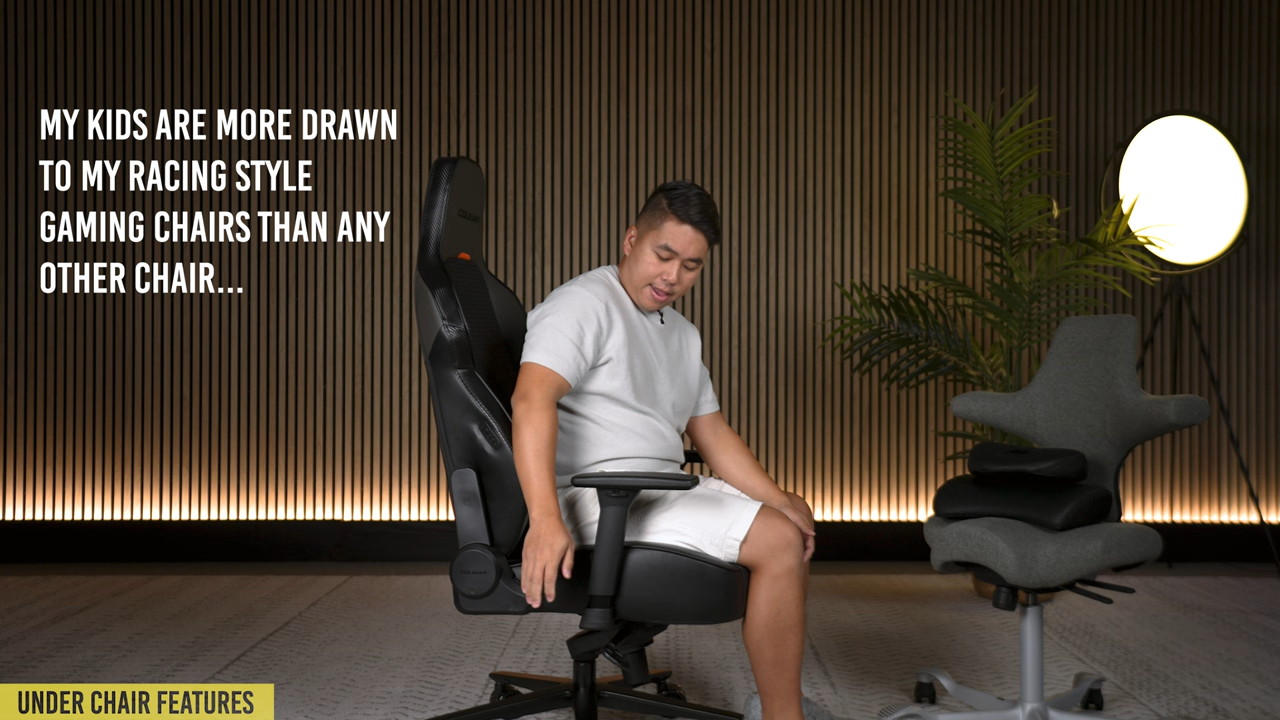 MY KIDS ARE MORE DRAWN
TO MY RACING STYLE
GAMING CHAIRS THAN ANY
OTHER CHAIR...
UNDER CHAIR FEATURES